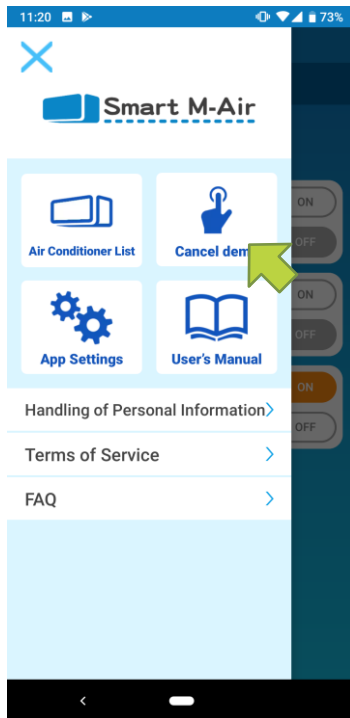 11:20 73%
Smart M-Air
Air Conditioner List
Cancel dem
App Settings
User's Manual
Handling of Personal Information
Terms of Service
FAQ
ON
OFF
ON
OFF
ON
OFF